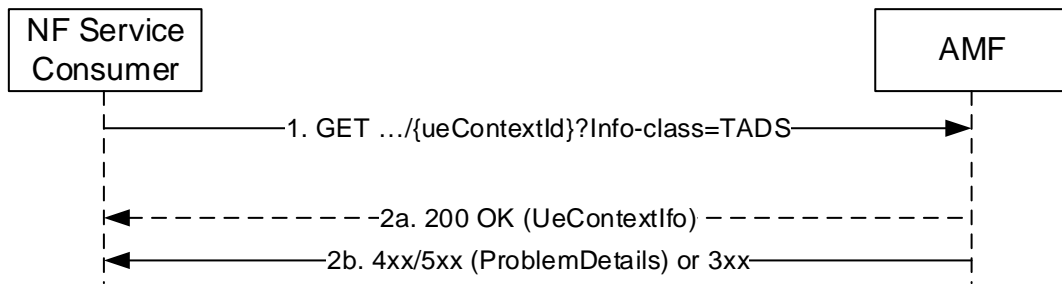 NF Service
Consumer
AMF
1. GET …/{ueContextId}?Info-class=TADS
2a. 200 OK (UeContextIfo)
2b. 4xx/5xx (ProblemDetails) or 3xx